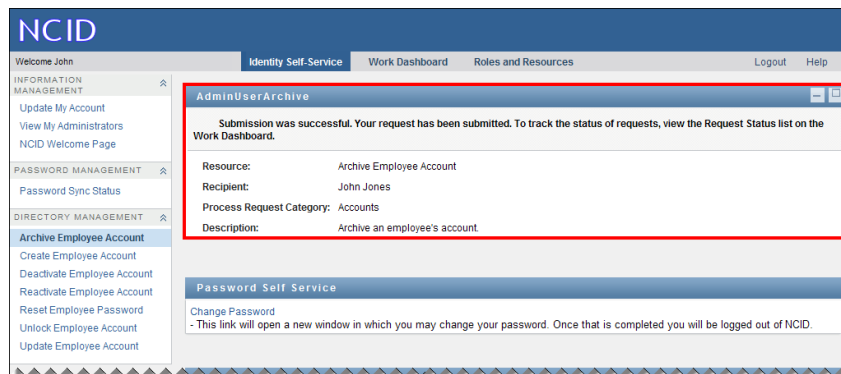 NCID
Welcome John
Identity Self-Service Work Dashboard Roles and Resources Logout Help
INFORMATION
MANAGEMENT
Update My Account
View My Administrators
NCID Welcome Page
PASSWORD MANAGEMENT
Password Sync Status
DIRECTORY MANAGEMENT
Archive Employee Account
Create Employee Account
Deactivate Employee Account
Reactivate Employee Account
Reset Employee Password
Unlock Employee Account
Update Employee Account
AdminUserArchive
Submission was successful. Your request has been submitted. To track the status of requests, view the Request Status list on the
Work Dashboard.
Resource: Archive Employee Account
Recipient: John Jones
Process Request Category: Accounts
Description: Archive an employee's account.
Password Self Service
Change Password
- This link will open a new window in which you may change your password. Once that is completed you will be logged out of NCID.